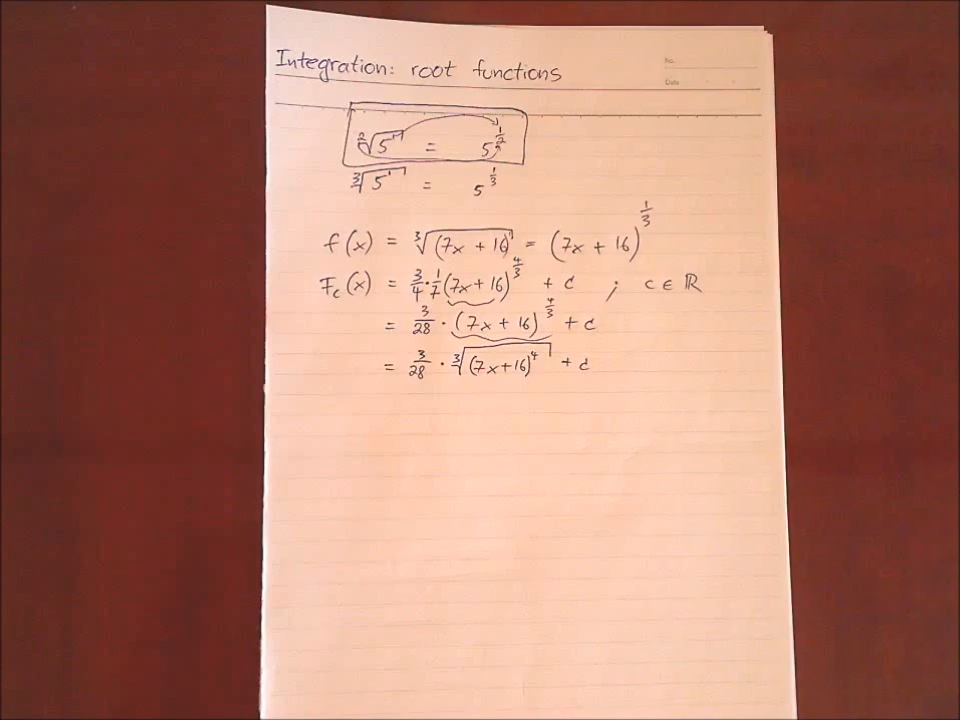 Integration: root functions
No.
Date
²√5¹ = 5^(1/2)
³√5¹ = 5^(1/3)
f(x) = ³√(7x + 16)¹ = (7x + 16)^(1/3)
F_c(x) = 3/4 · 1/7 (7x + 16)^(4/3) + c ; c ∈ ℝ
= 3/28 · (7x + 16)^(4/3) + c
= 3/28 · ³√(7x+16)⁴ + c